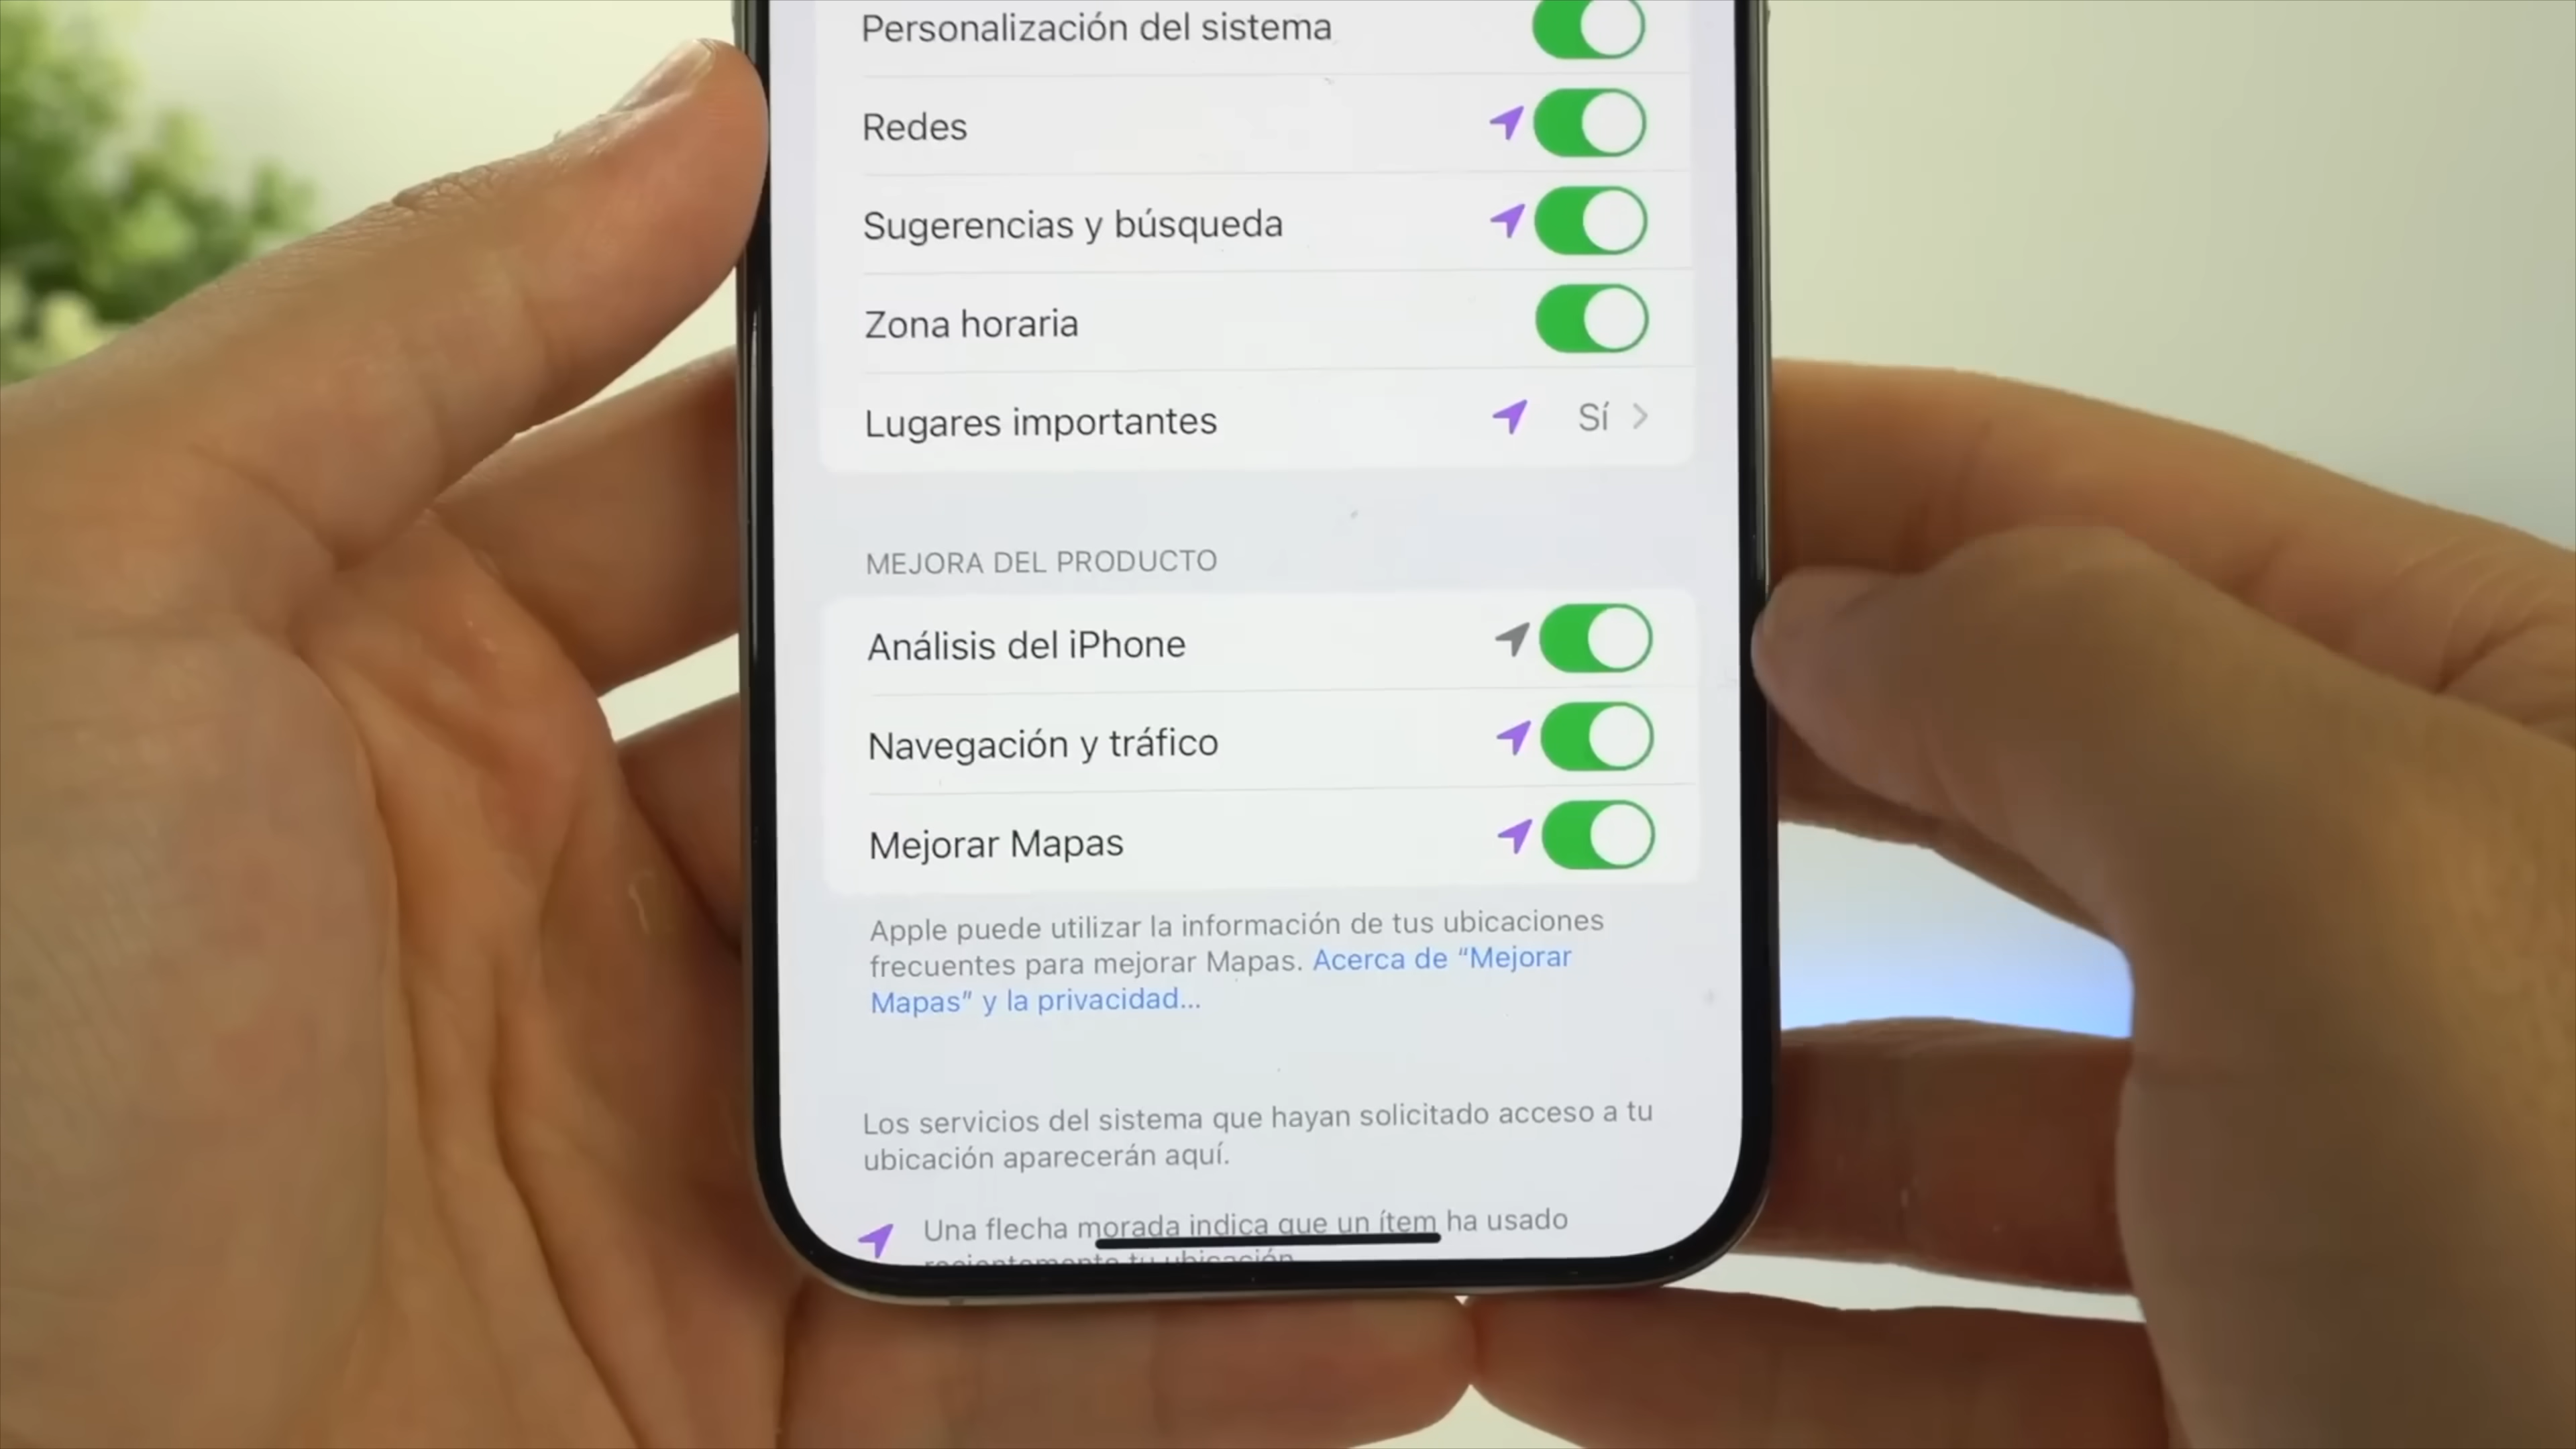 Personalización del sistema
Redes
Sugerencias y búsqueda
Zona horaria
Lugares importantes Sí
MEJORA DEL PRODUCTO
Análisis del iPhone
Navegación y tráfico
Mejorar Mapas
Apple puede utilizar la información de tus ubicaciones
frecuentes para mejorar Mapas. Acerca de “Mejorar
Mapas” y la privacidad...
Los servicios del sistema que hayan solicitado acceso a tu
ubicación aparecerán aquí.
Una flecha morada indica que un ítem ha usado
recientemente tu ubicación